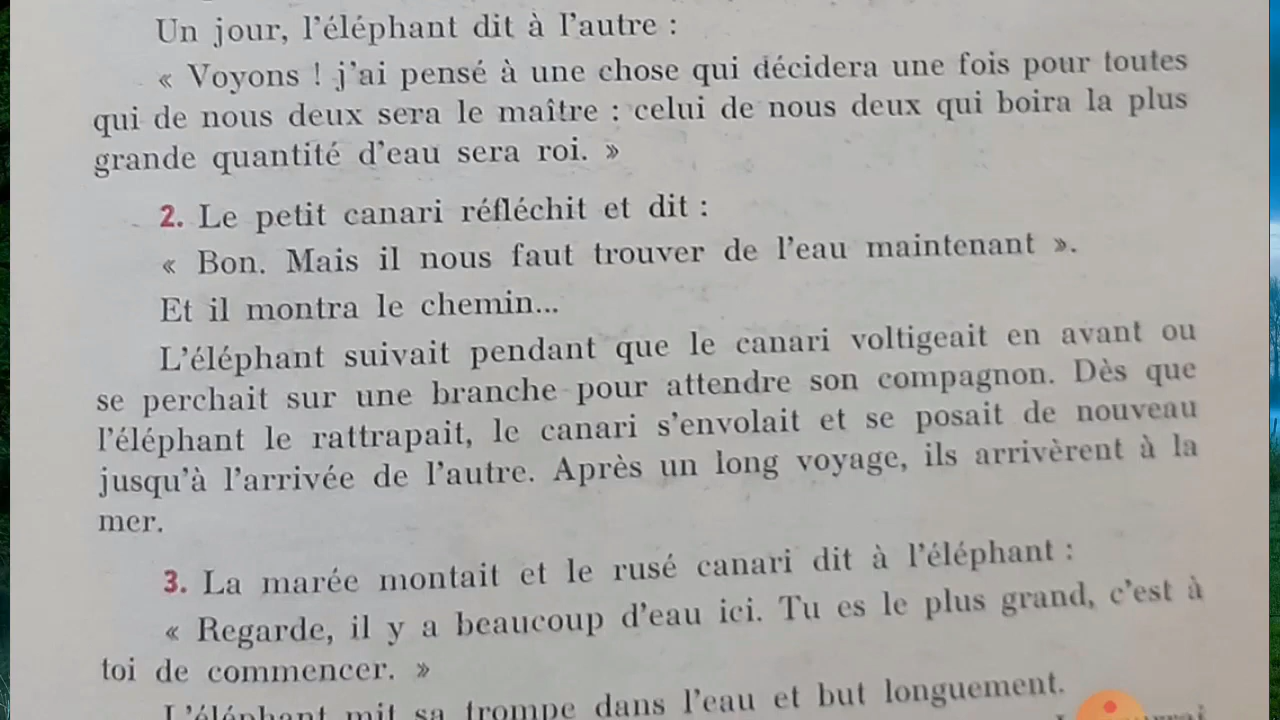 Un jour, l'éléphant dit à l'autre :
« Voyons ! j'ai pensé à une chose qui décidera une fois pour toutes
qui de nous deux sera le maître : celui de nous deux qui boira la plus
grande quantité d'eau sera roi. »
2. Le petit canari réfléchit et dit :
« Bon. Mais il nous faut trouver de l'eau maintenant ».
Et il montra le chemin...
L'éléphant suivait pendant que le canari voltigeait en avant ou
se perchait sur une branche pour attendre son compagnon. Dès que
l'éléphant le rattrapait, le canari s'envolait et se posait de nouveau
jusqu'à l'arrivée de l'autre. Après un long voyage, ils arrivèrent à la
mer.
3. La marée montait et le rusé canari dit à l'éléphant :
« Regarde, il y a beaucoup d'eau ici. Tu es le plus grand, c'est à
toi de commencer. »
L'éléphant mit sa trompe dans l'eau et but longuement.